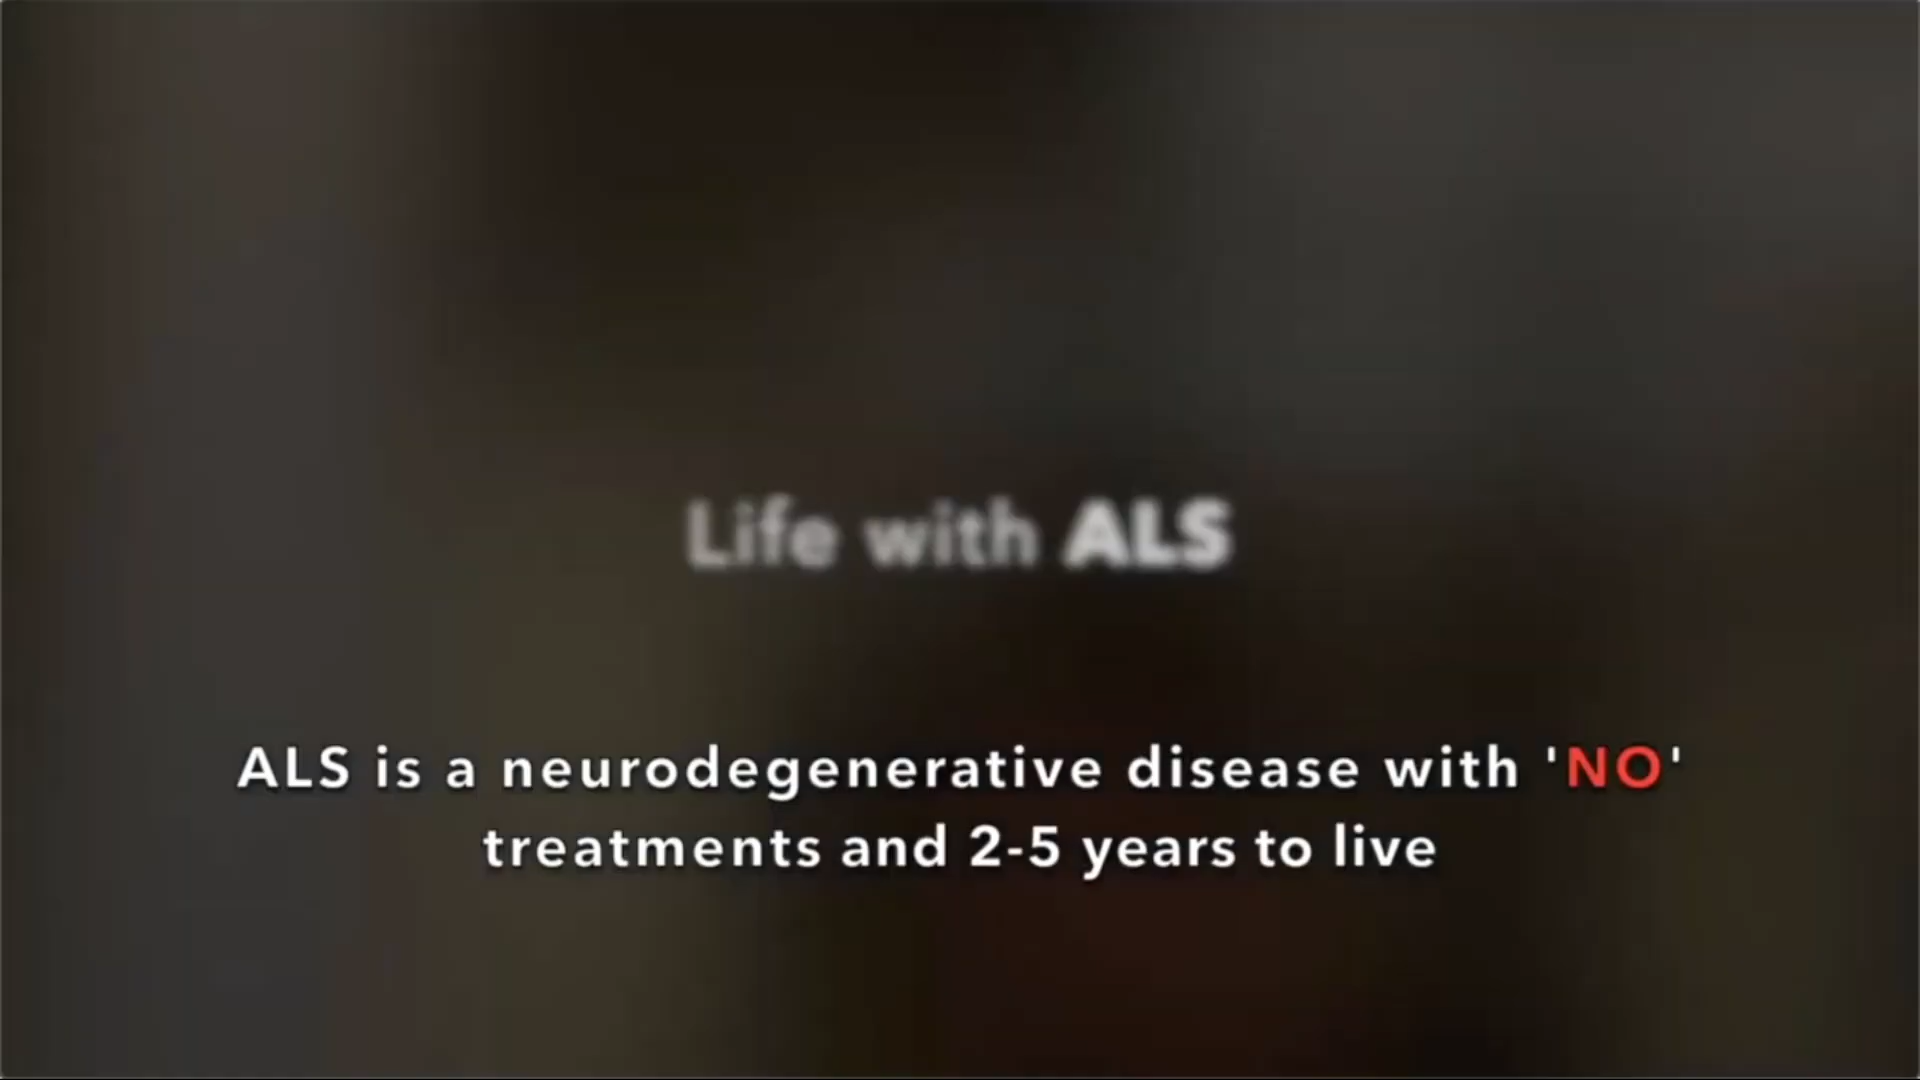 Life with ALS
ALS is a neurodegenerative disease with 'NO'
treatments and 2-5 years to live